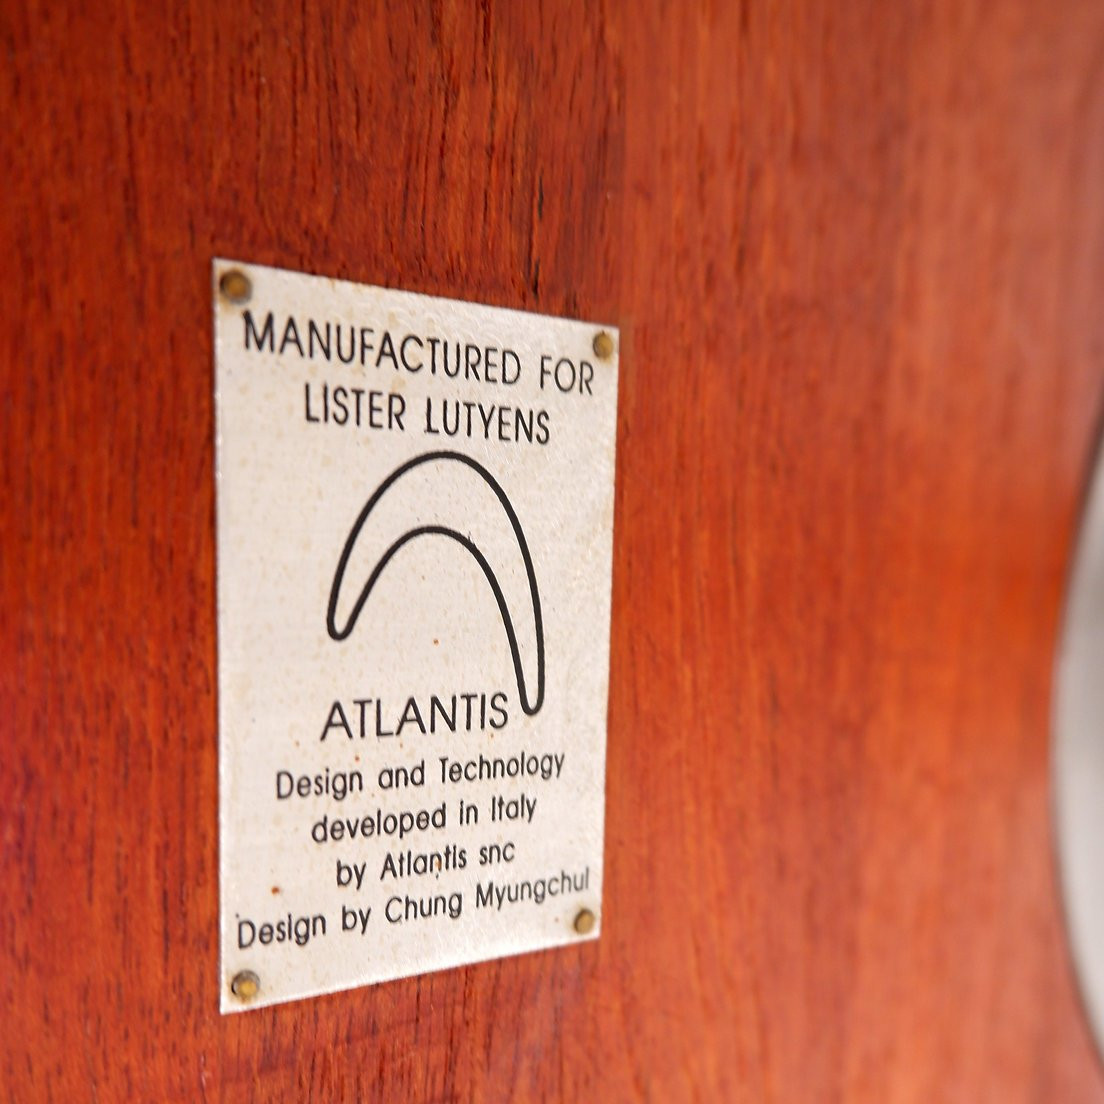 MANUFACTURED FOR
LISTER LUTYENS
ATLANTIS
Design and Technology
developed in Italy
by Atlantis snc
Design by Chung Myungchul